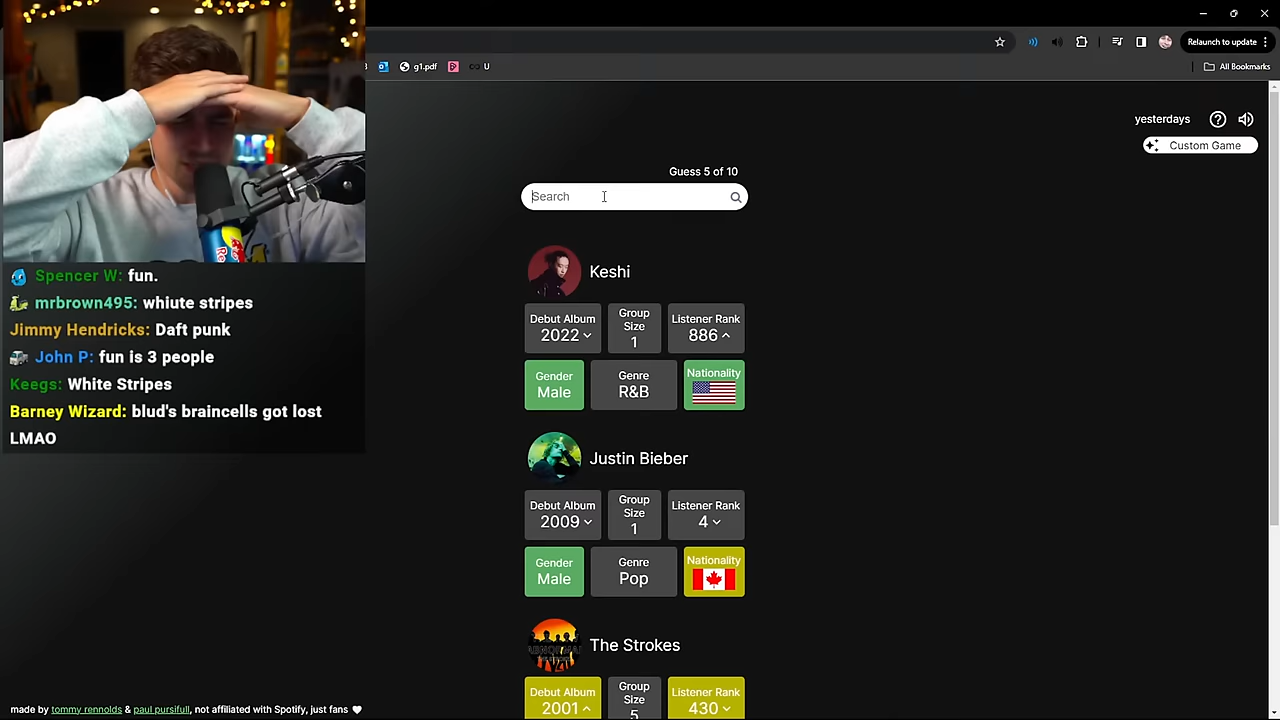 Relaunch to update
g1.pdf
U
All Bookmarks
yesterdays
Custom Game
Guess 5 of 10
Search
Spencer W: fun.
mrbrown495: whiute stripes
Jimmy Hendricks: Daft punk
John P: fun is 3 people
Keegs: White Stripes
Barney Wizard: blud's braincells got lost
LMAO
Keshi
Debut Album
2022
Group
Size
1
Listener Rank
886
Gender
Male
Genre
R&B
Nationality
Justin Bieber
Debut Album
2009
Group
Size
1
Listener Rank
4
Gender
Male
Genre
Pop
Nationality
The Strokes
Debut Album
2001
Group
Size
5
Listener Rank
430
made by tommy rennolds & paul pursifull, not affiliated with Spotify, just fans